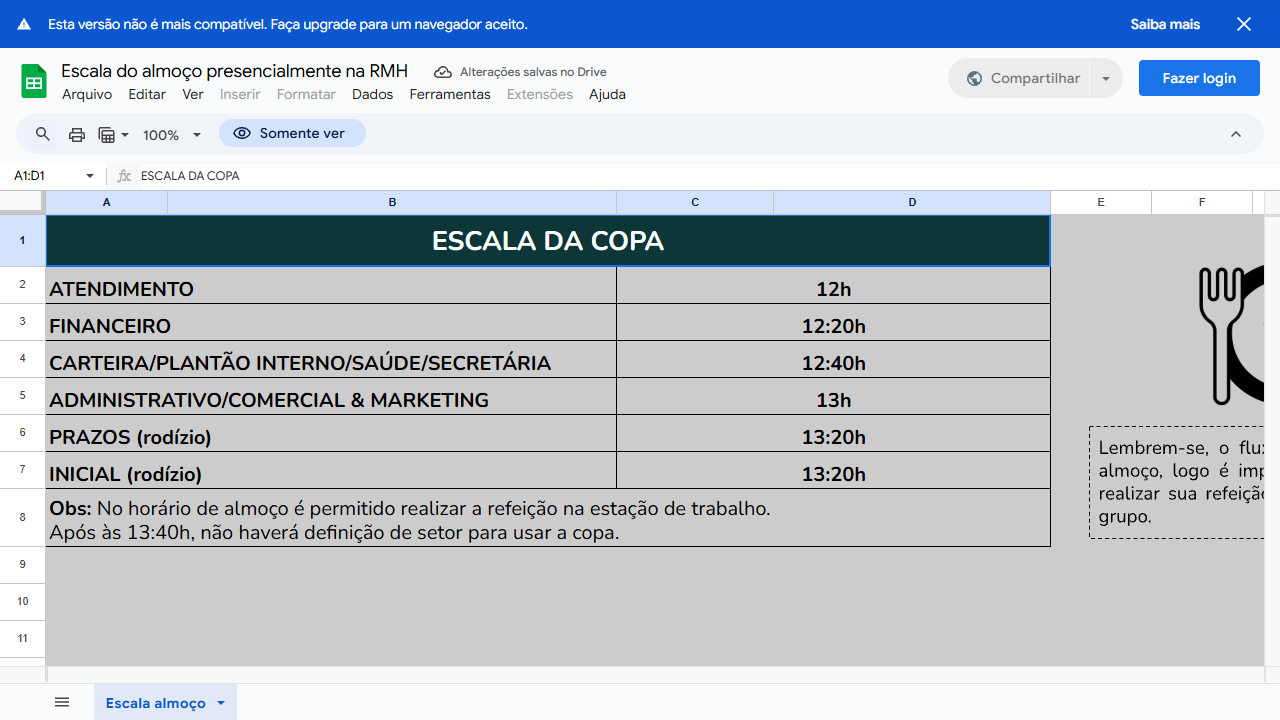 Esta versão não é mais compatível. Faça upgrade para um navegador aceito.
Saiba mais
Escala do almoço presencialmente na RMH
Alterações salvas no Drive
Compartilhar
Fazer login
Arquivo Editar Ver Inserir Formatar Dados Ferramentas Extensões Ajuda
100%
Somente ver
A1:D1
fx
ESCALA DA COPA
A B C D E F
1 ESCALA DA COPA
2 ATENDIMENTO 12h
3 FINANCEIRO 12:20h
4 CARTEIRA/PLANTÃO INTERNO/SAÚDE/SECRETÁRIA 12:40h
5 ADMINISTRATIVO/COMERCIAL & MARKETING 13h
6 PRAZOS (rodízio) 13:20h
7 INICIAL (rodízio) 13:20h
8 Obs: No horário de almoço é permitido realizar a refeição na estação de trabalho.
Após às 13:40h, não haverá definição de setor para usar a copa.
9
10
11
Lembrem-se, o
almoço, logo é
realizar sua
grupo.
Escala almoço